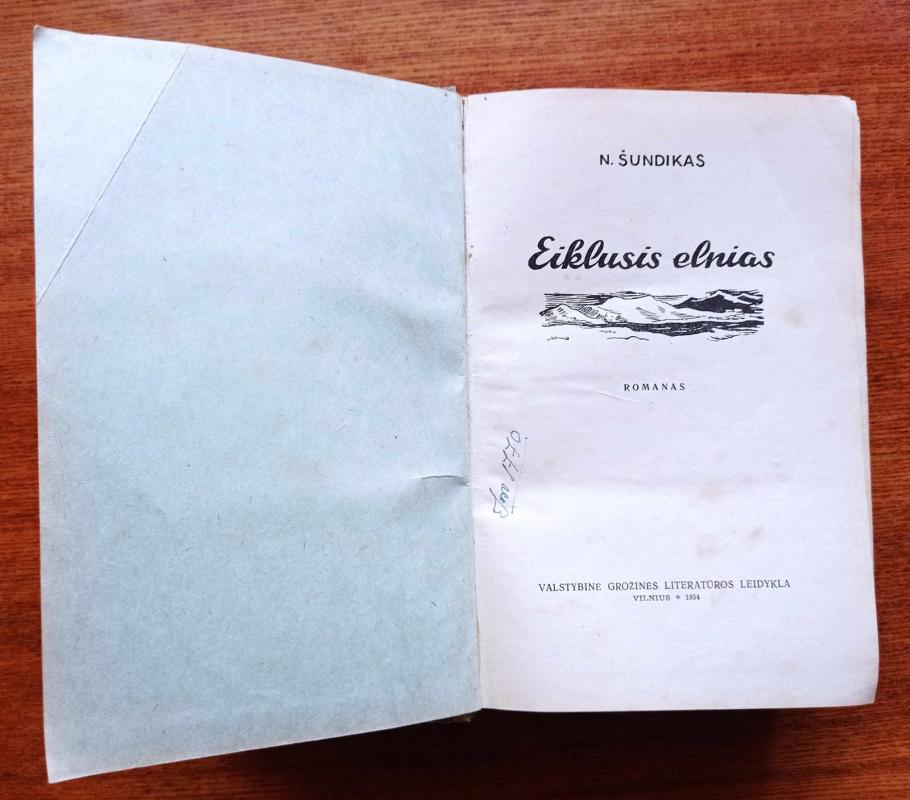 N. ŠUNDIKAS
Eiklusis elnias
ROMANAS
VALSTYBINĖ GROŽINĖS LITERATŪROS LEIDYKLA
VILNIUS * 1954